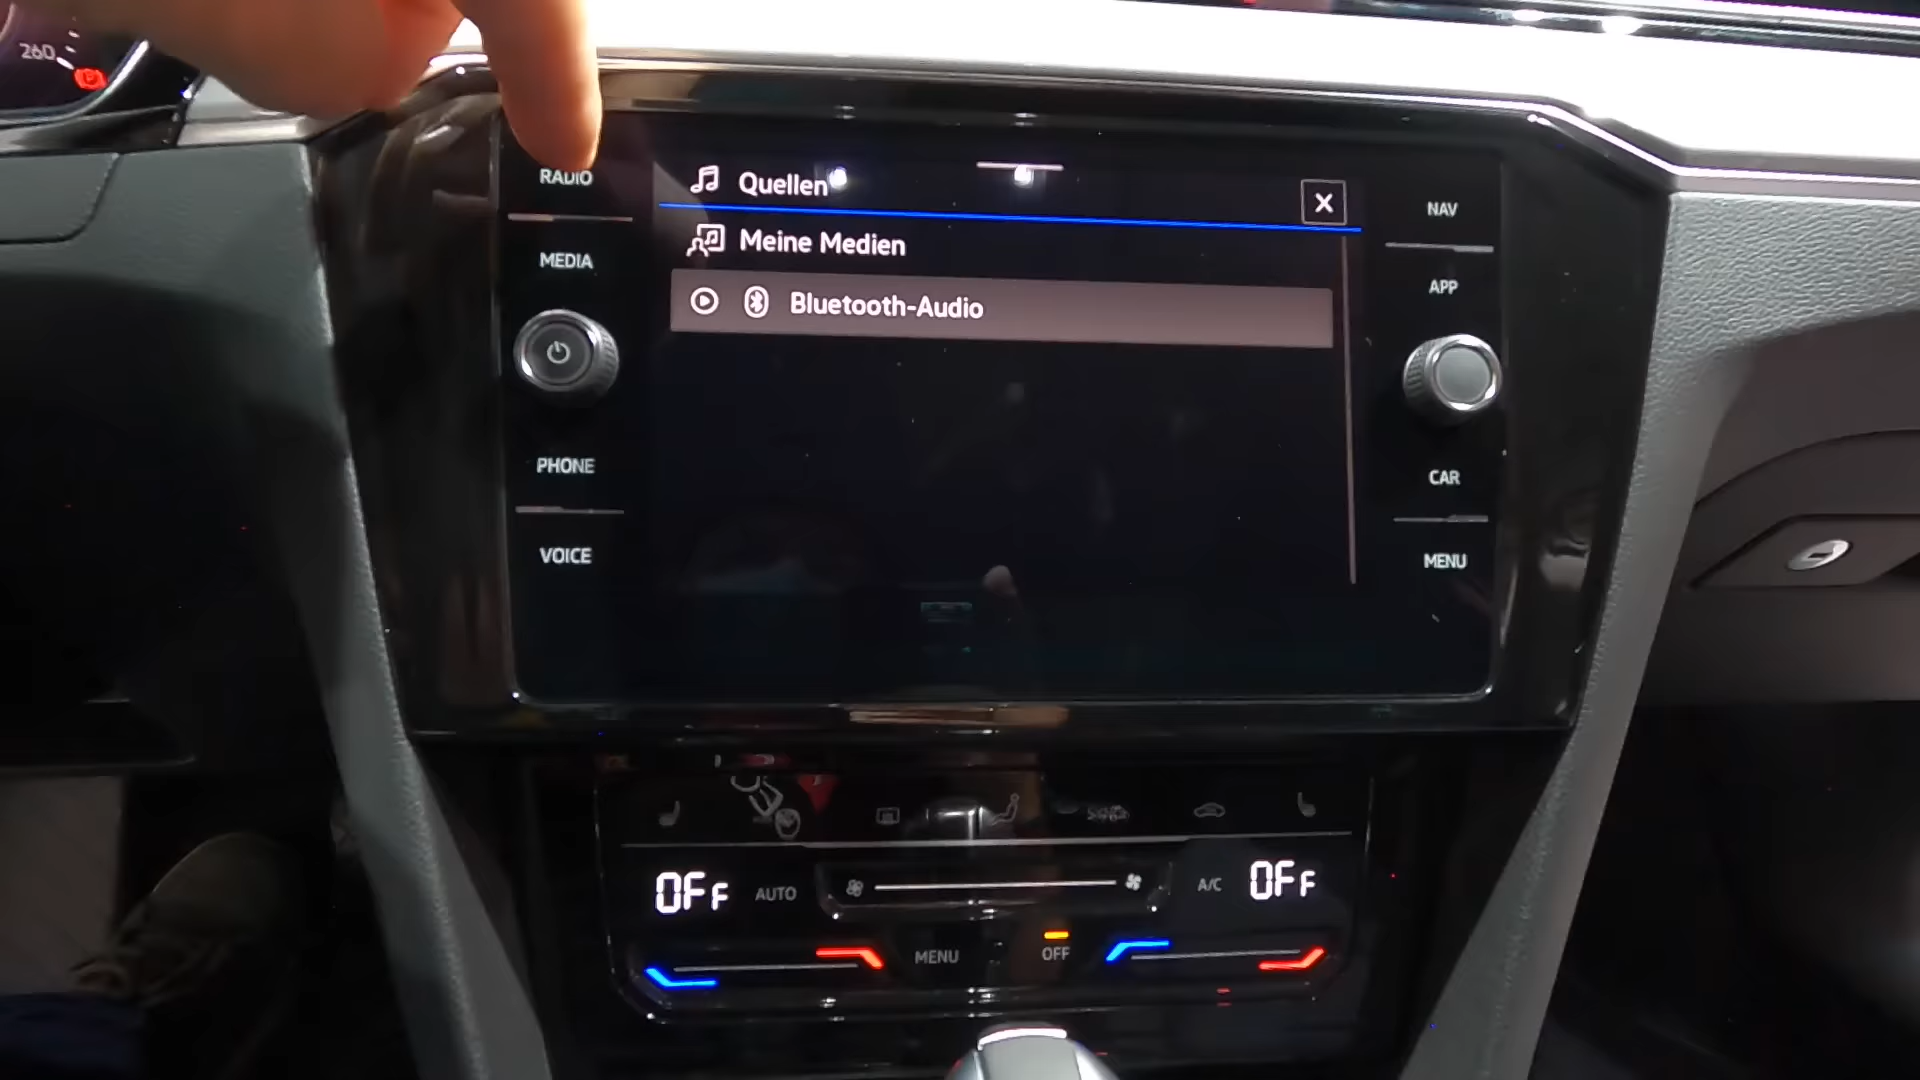 260
RADIO
MEDIA
PHONE
VOICE
Quellen
Meine Medien
Bluetooth-Audio
NAV
APP
CAR
MENU
OFF
AUTO
A/C
OFF
MENU
OFF